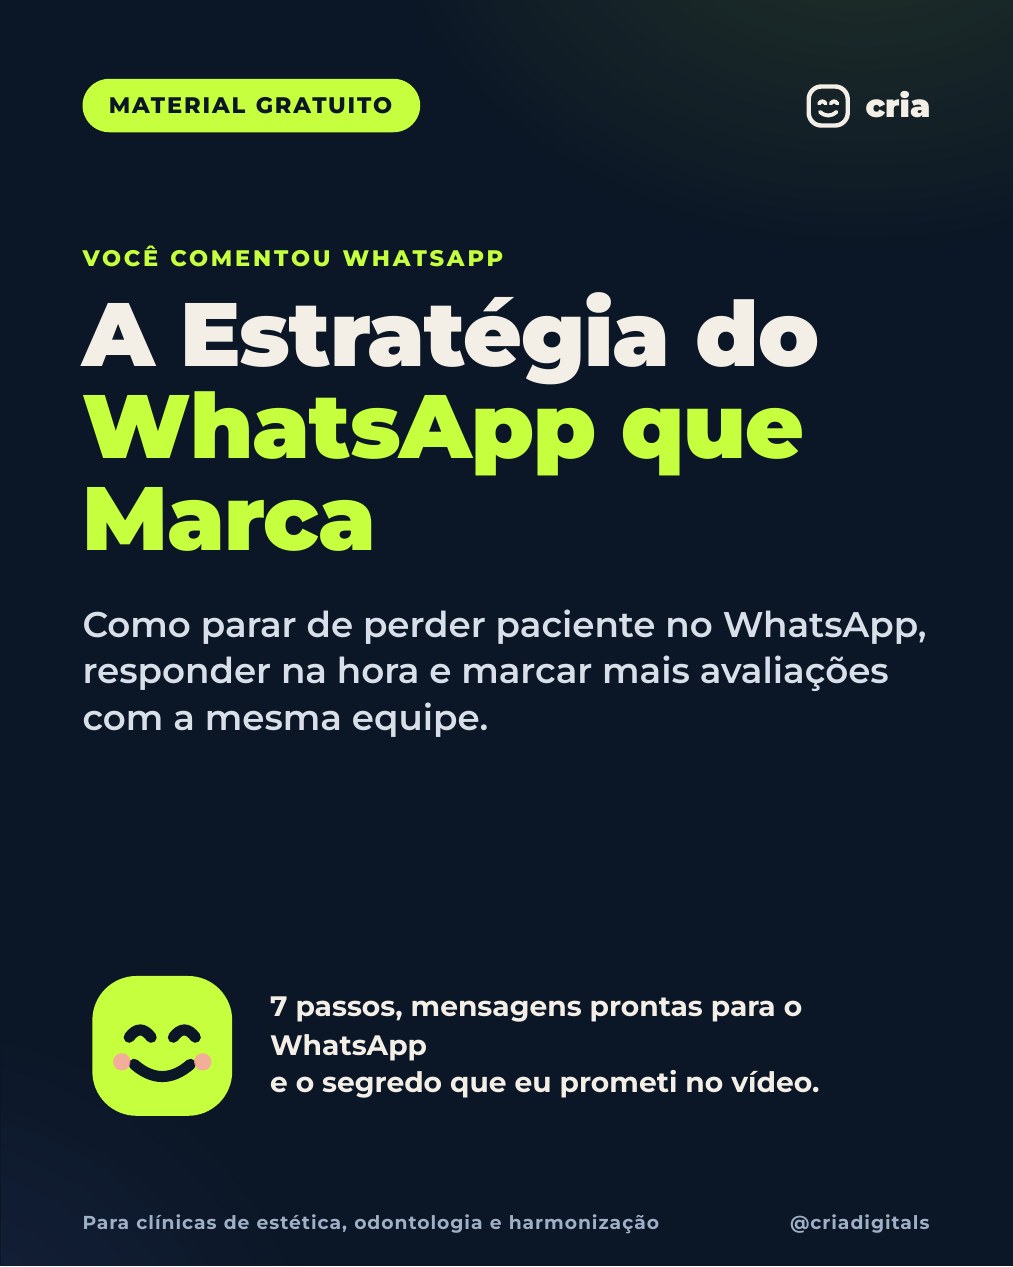 MATERIAL GRATUITO
cria
VOCÊ COMENTOU WHATSAPP
A Estratégia do
WhatsApp que
Marca
Como parar de perder paciente no WhatsApp,
responder na hora e marcar mais avaliações
com a mesma equipe.
7 passos, mensagens prontas para o
WhatsApp
e o segredo que eu prometi no vídeo.
Para clínicas de estética, odontologia e harmonização
@criadigitals